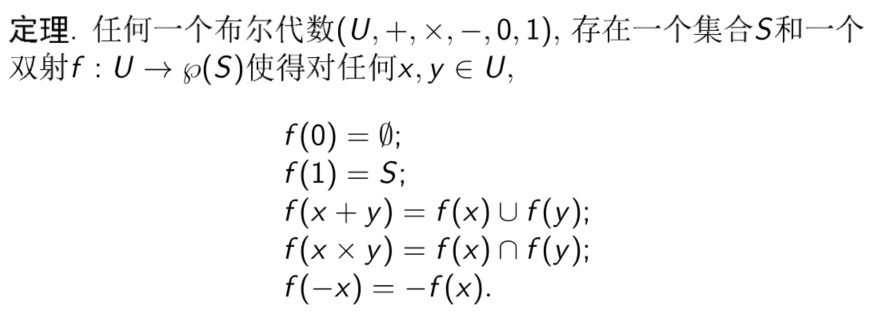 定理. 任何一个布尔代数(U, +, ×, −, 0, 1), 存在一个集合S和一个
双射f : U → ℘(S)使得对任何x, y ∈ U,
f(0) = ∅;
f(1) = S;
f(x + y) = f(x) ∪ f(y);
f(x × y) = f(x) ∩ f(y);
f(−x) = −f(x).